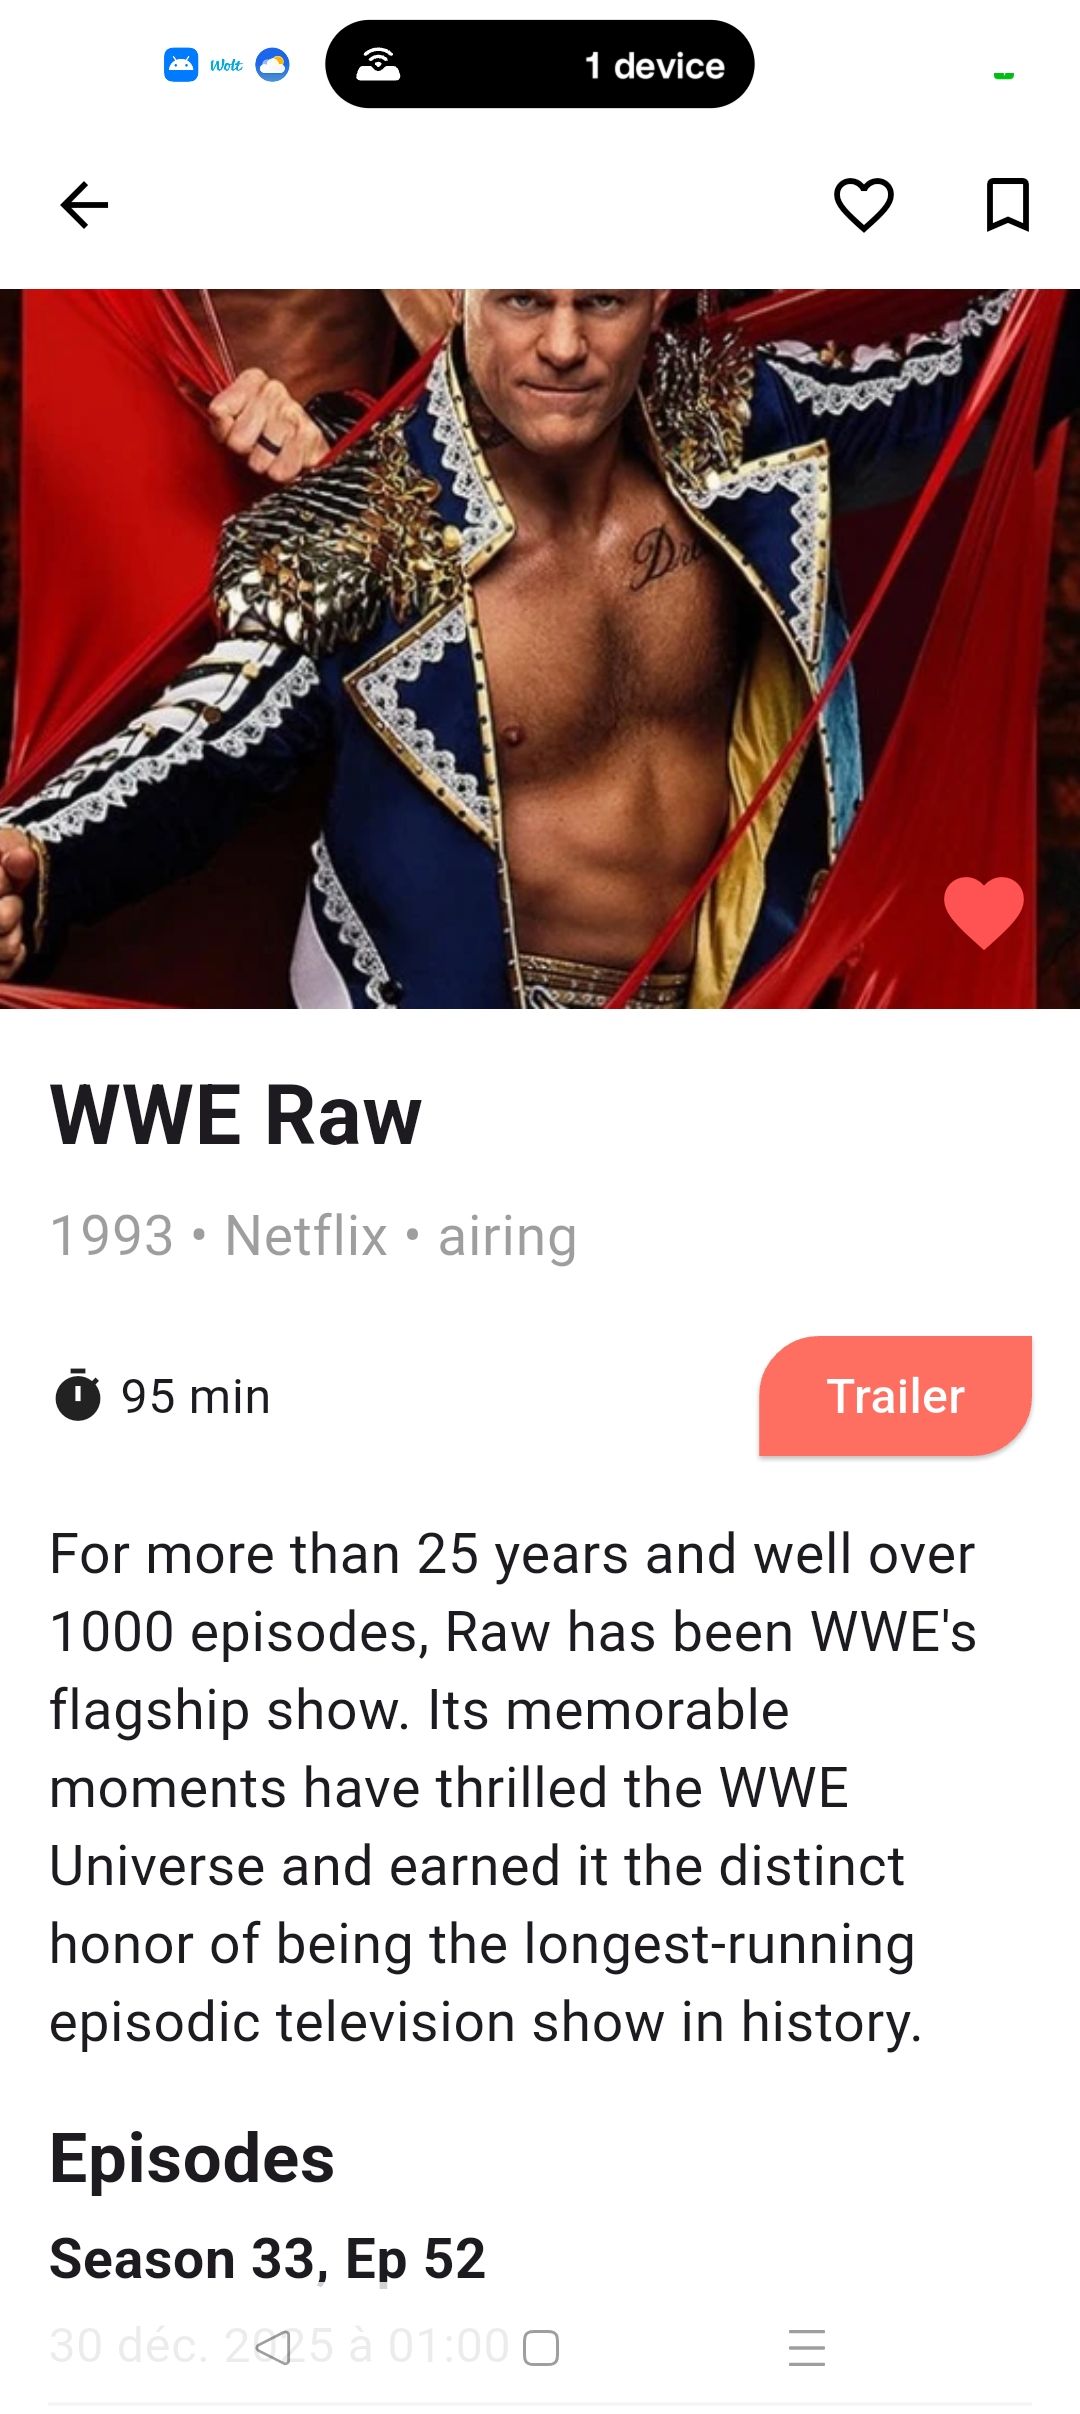 Wolt 1 device
WWE Raw
1993 • Netflix • airing
95 min
Trailer
For more than 25 years and well over
1000 episodes, Raw has been WWE's
flagship show. Its memorable
moments have thrilled the WWE
Universe and earned it the distinct
honor of being the longest-running
episodic television show in history.
Episodes
Season 33, Ep 52
30 déc. 2025 à 01:00